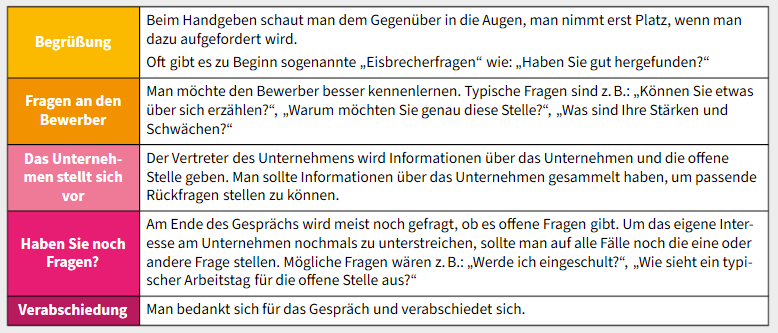 Begrüßung
Beim Handgeben schaut man dem Gegenüber in die Augen, man nimmt erst Platz, wenn man
dazu aufgefordert wird.
Oft gibt es zu Beginn sogenannte „Eisbrecherfragen“ wie: „Haben Sie gut hergefunden?“
Fragen an den
Bewerber
Man möchte den Bewerber besser kennenlernen. Typische Fragen sind z. B.: „Können Sie etwas
über sich erzählen?“, „Warum möchten Sie genau diese Stelle?“, „Was sind Ihre Stärken und
Schwächen?“
Das Unterneh-
men stellt sich
vor
Der Vertreter des Unternehmens wird Informationen über das Unternehmen und die offene
Stelle geben. Man sollte Informationen über das Unternehmen gesammelt haben, um passende
Rückfragen stellen zu können.
Haben Sie noch
Fragen?
Am Ende des Gesprächs wird meist noch gefragt, ob es offene Fragen gibt. Um das eigene Inter-
esse am Unternehmen nochmals zu unterstreichen, sollte man auf alle Fälle noch die eine oder
andere Frage stellen. Mögliche Fragen wären z. B.: „Werde ich eingeschult?“, „Wie sieht ein typi-
scher Arbeitstag für die offene Stelle aus?“
Verabschiedung
Man bedankt sich für das Gespräch und verabschiedet sich.